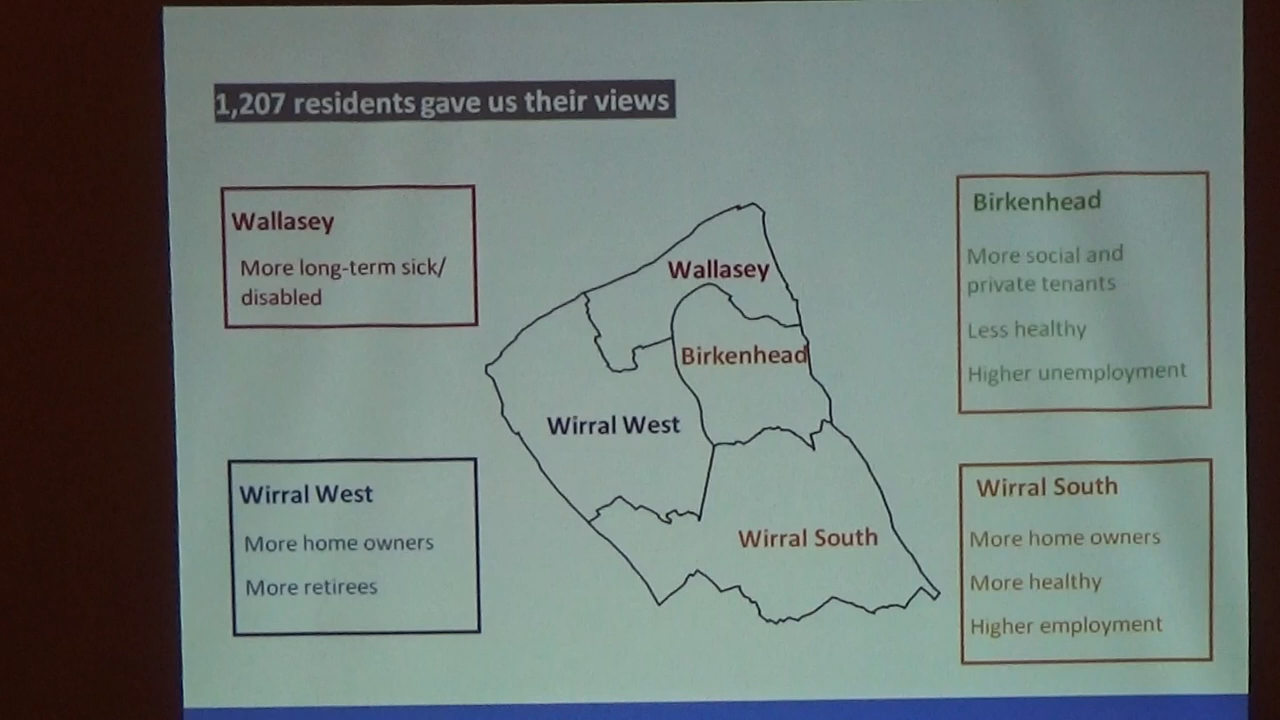 1,207 residents gave us their views
Wallasey
More long-term sick/
disabled
Birkenhead
More social and
private tenants
Less healthy
Higher unemployment
Wallasey
Birkenhead
Wirral West
Wirral South
Wirral West
More home owners
More retirees
Wirral South
More home owners
More healthy
Higher employment